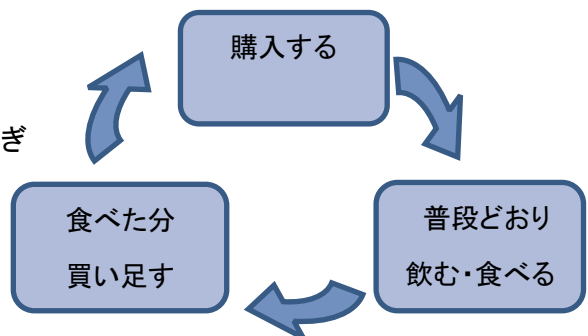 購入する
ぎ
食べた分
買い足す
普段どおり
飲む・食べる